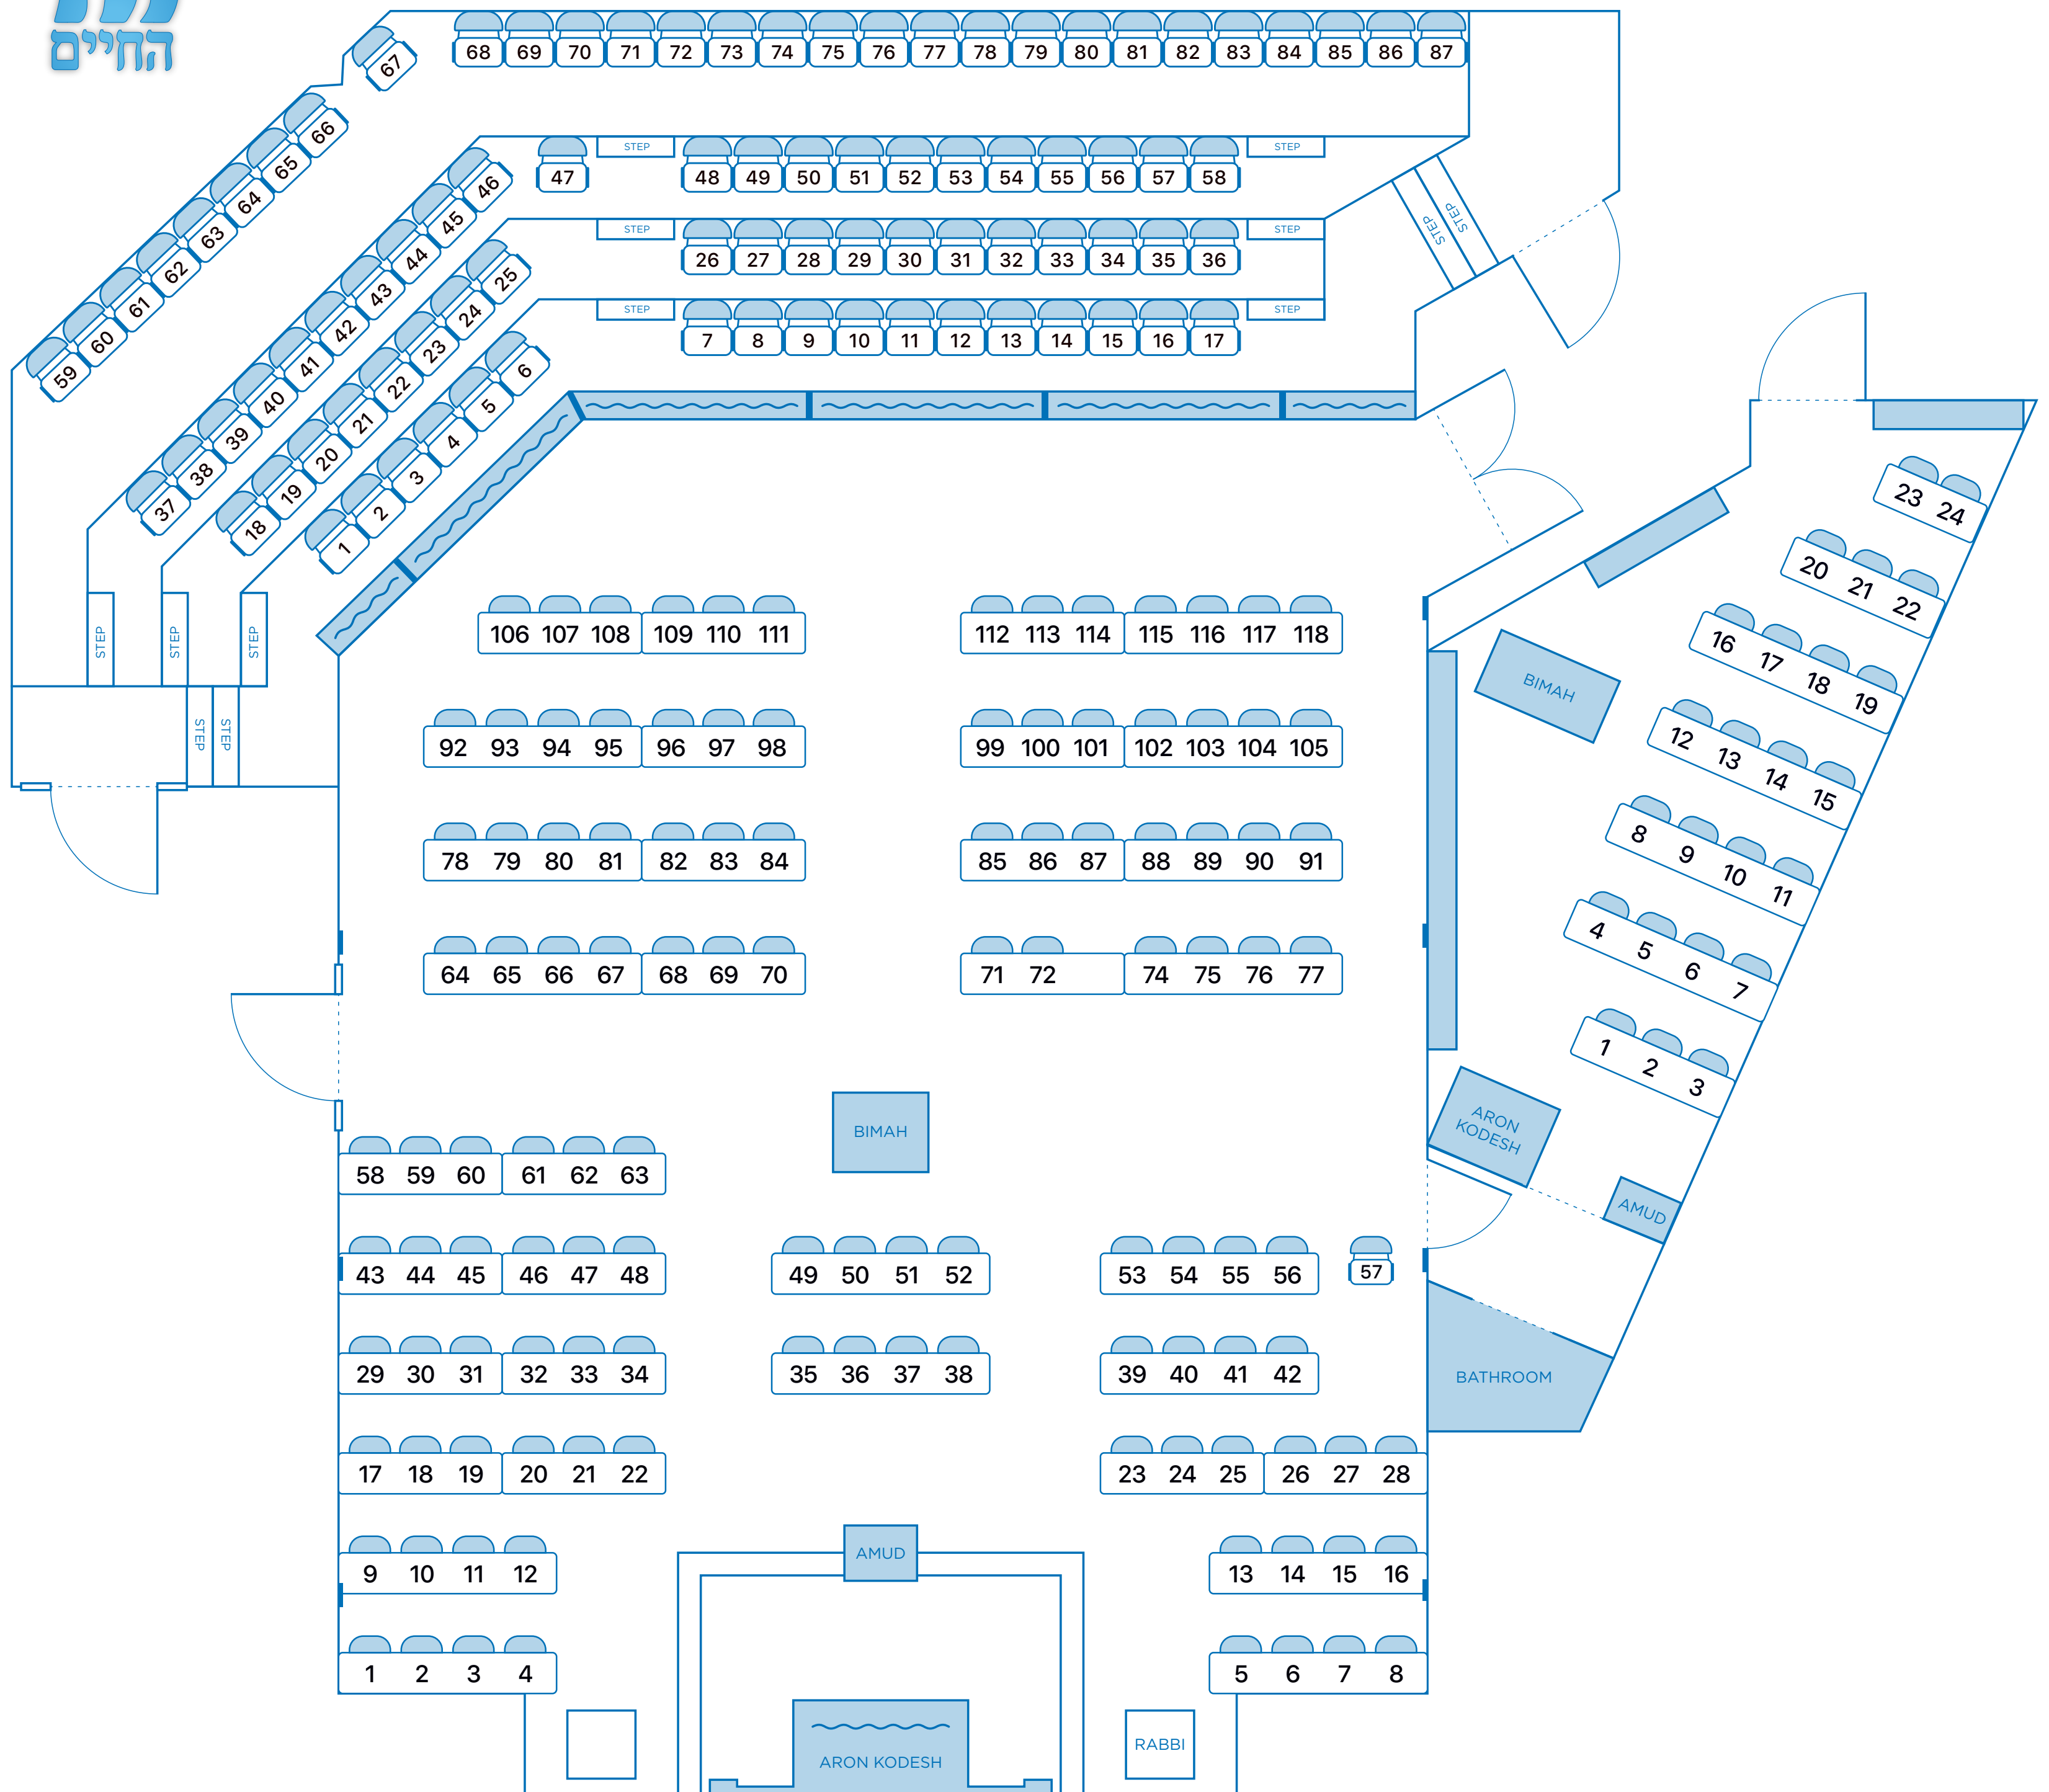 החיים
68 69 70 71 72 73 74 75 76 77 78 79 80 81 82 83 84 85 86 87
67
66
65
64
63
62
61
60
59
47 STEP 48 49 50 51 52 53 54 55 56 57 58 STEP
46
45
44
43
42
41
40
39
38
37
STEP 26 27 28 29 30 31 32 33 34 35 36 STEP
25
24
23
22
21
20
19
18
STEP 7 8 9 10 11 12 13 14 15 16 17 STEP
6
5
4
3
2
1
STEP STEP
STEP STEP STEP
STEP STEP
106 107 108 109 110 111 112 113 114 115 116 117 118
92 93 94 95 96 97 98 99 100 101 102 103 104 105
78 79 80 81 82 83 84 85 86 87 88 89 90 91
64 65 66 67 68 69 70 71 72 74 75 76 77
BIMAH
58 59 60 61 62 63
43 44 45 46 47 48 49 50 51 52 53 54 55 56 57
29 30 31 32 33 34 35 36 37 38 39 40 41 42
17 18 19 20 21 22 23 24 25 26 27 28
AMUD
9 10 11 12 13 14 15 16
1 2 3 4 5 6 7 8
RABBI
ARON KODESH
23 24
20 21 22
16 17 18 19
BIMAH
12 13 14 15
8 9 10 11
4 5 6 7
1 2 3
ARON
KODESH
AMUD
BATHROOM